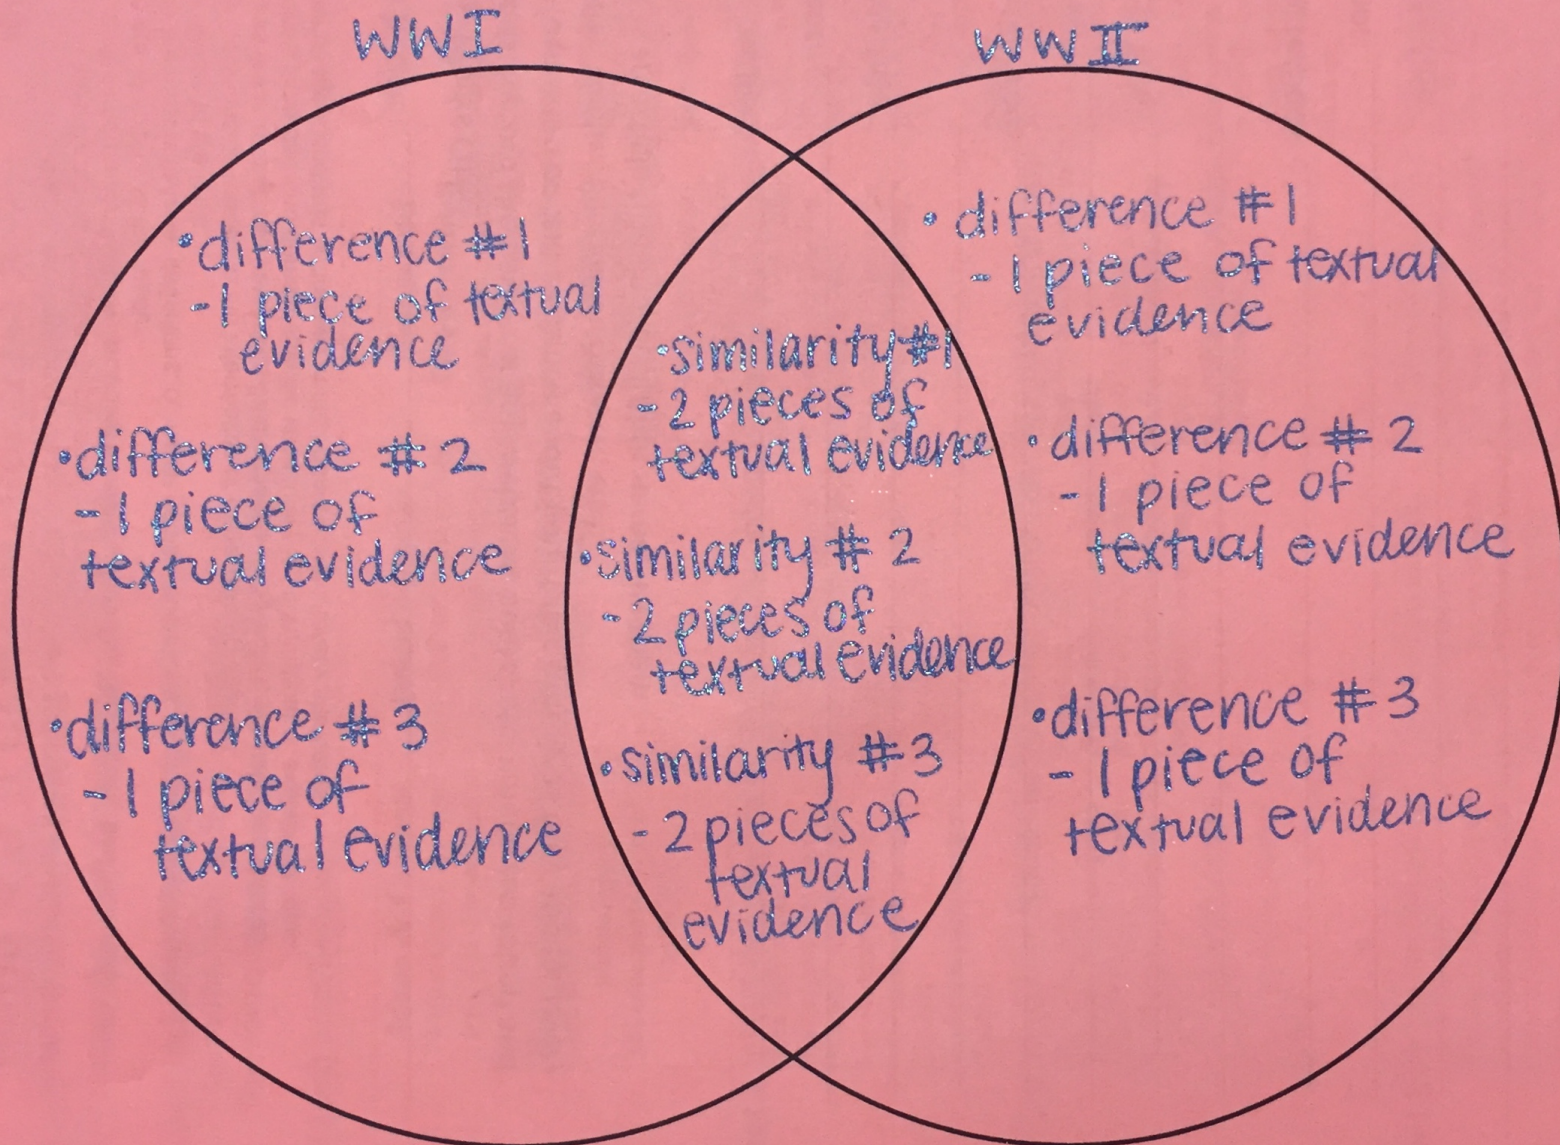 WWI
WWII
•difference #1
-1 piece of textual
evidence
•difference #2
-1 piece of
textual evidence
•difference #3
-1 piece of
textual evidence
•similarity #1
-2 pieces of
textual evidence
•similarity #2
-2 pieces of
textual evidence
•similarity #3
-2 pieces of
textual
evidence
•difference #1
-1 piece of textual
evidence
•difference #2
-1 piece of
textual evidence
•difference #3
-1 piece of
textual evidence